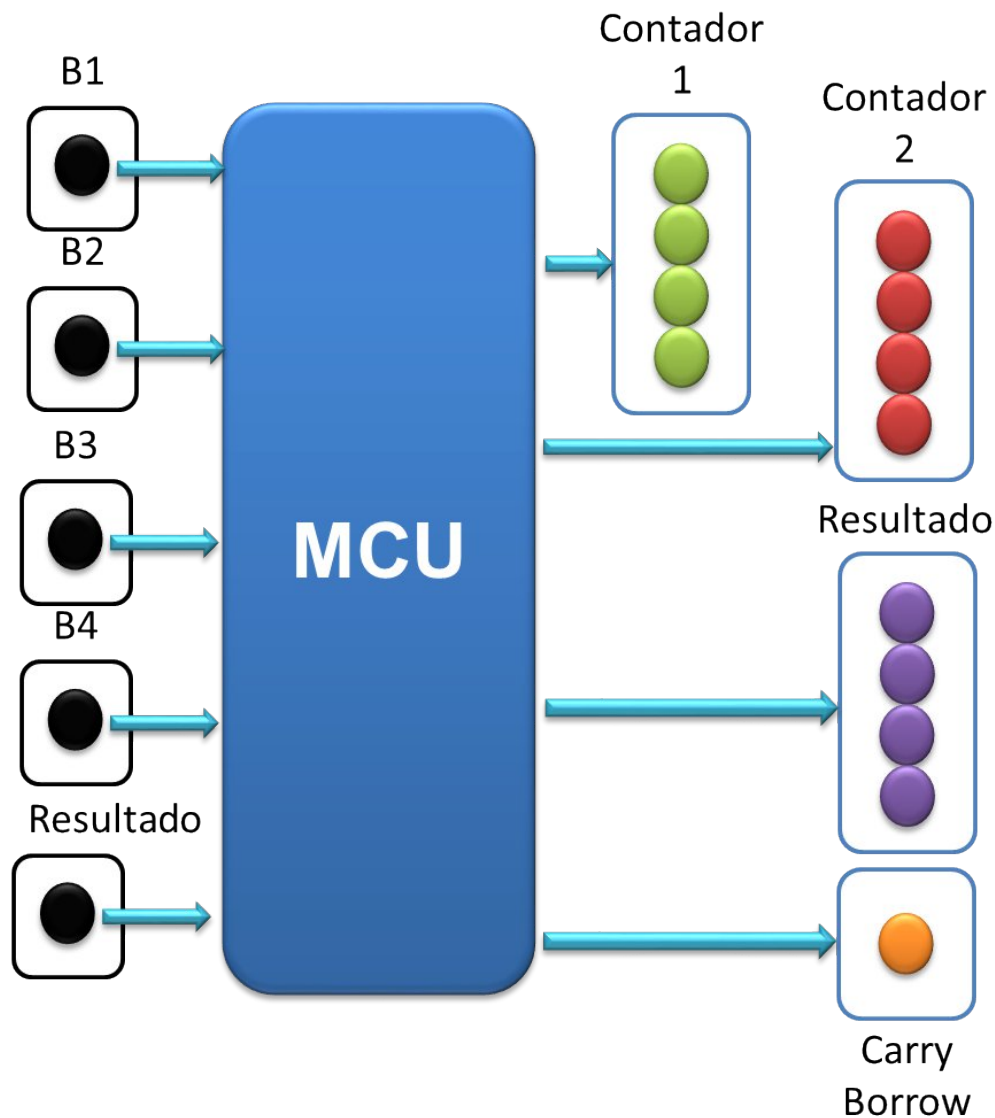 B1
B2
B3
B4
Resultado
MCU
Contador
1
Contador
2
Resultado
Carry
Borrow